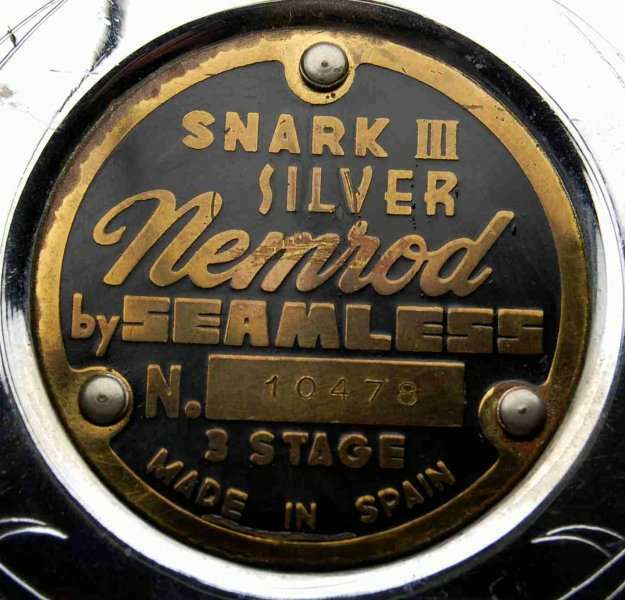 SNARK III
SILVER
Nemrod
by SEAMLESS
N. 10478
3 STAGE
MADE IN SPAIN